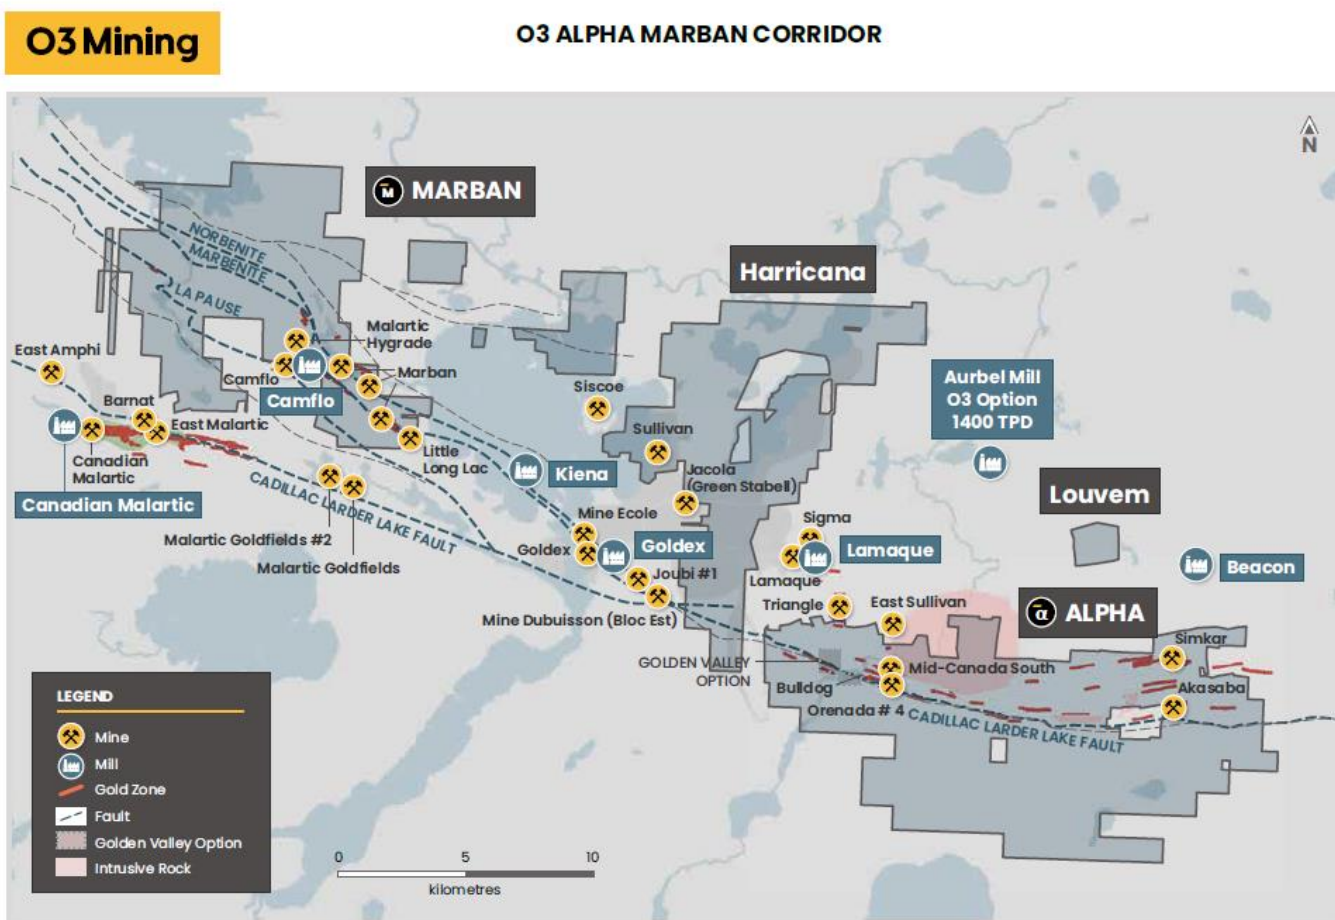 O3 Mining
O3 ALPHA MARBAN CORRIDOR
N
M MARBAN
NORBENITE
MARBENITE
LA PAUSE
Harricana
Malartic
Hygrade
East Amphi
Camflo
Marban
Camflo
Barnat
East Malartic
Canadian
Malartic
Canadian Malartic
Little
Long Lac
Siscoe
Sullivan
Aurbel Mill
O3 Option
1400 TPD
Kiena
Jacola
(Green Stabell)
Louvem
CADILLAC LARDER LAKE FAULT
Malartic Goldfields #2
Malartic Goldfields
Mine Ecole
Goldex
Goldex
Joubi #1
Mine Dubuisson (Bloc Est)
Sigma
Lamaque
Lamaque
Beacon
Triangle
East Sullivan
α ALPHA
Simkar
GOLDEN VALLEY
OPTION
Mid-Canada South
Bulldog
Akasaba
Orenada # 4
CADILLAC LARDER LAKE FAULT
LEGEND
Mine
Mill
Gold Zone
Fault
Golden Valley Option
Intrusive Rock
0 5 10
kilometres